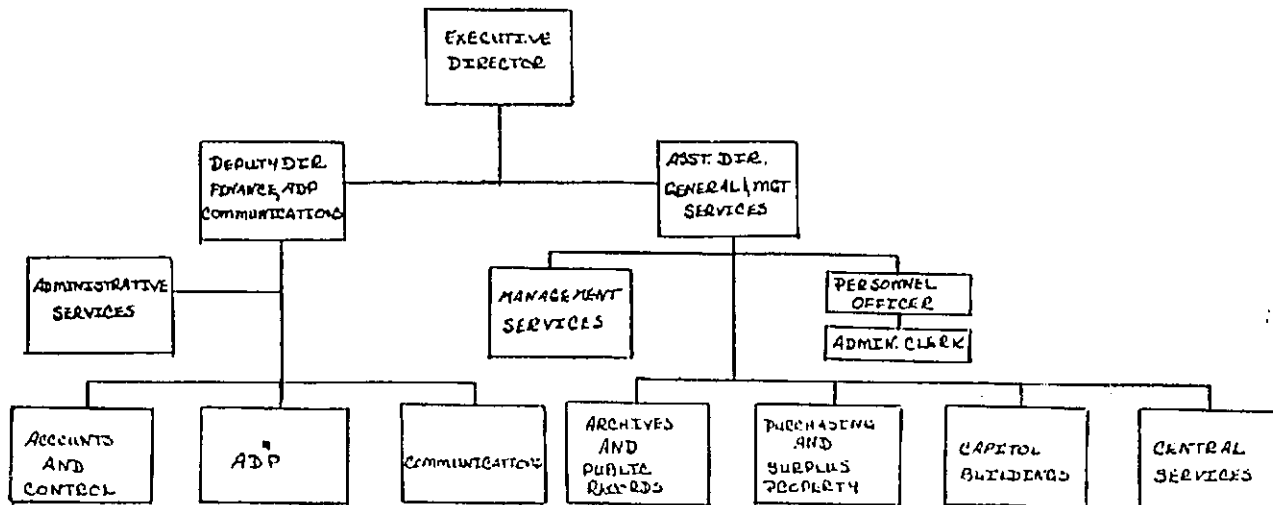 EXECUTIVE
DIRECTOR
DEPUTY DIR
FINANCE, ADP
COMMUNICATIONS
ASST. DIR.
GENERAL & MGT
SERVICES
ADMINISTRATIVE
SERVICES
MANAGEMENT
SERVICES
PERSONNEL
OFFICER
ADMIN. CLERK
ACCOUNTS
AND
CONTROL
ADP
COMMUNICATIONS
ARCHIVES
AND
PUBLIC
RECORDS
PURCHASING
AND
SURPLUS
PROPERTY
CAPITOL
BUILDINGS
CENTRAL
SERVICES